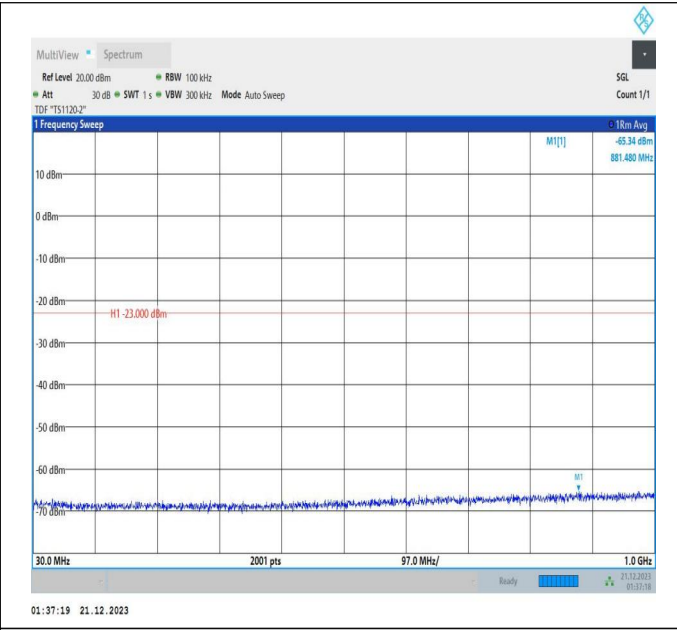 R S
MultiView Spectrum
Ref Level 20.00 dBm RBW 100 kHz SGL
Att 30 dB SWT 1 s VBW 300 kHz Mode Auto Sweep Count 1/1
TDF "TS1120-2"
1 Frequency Sweep 1Rm Avg
M1[1] -65.34 dBm
881.480 MHz
10 dBm
0 dBm
-10 dBm
-20 dBm
H1 -23.000 dBm
-30 dBm
-40 dBm
-50 dBm
-60 dBm
M1
-70 dBm
30.0 MHz 2001 pts 97.0 MHz/ 1.0 GHz
Ready 21.12.2023
01:37:18
01:37:19 21.12.2023